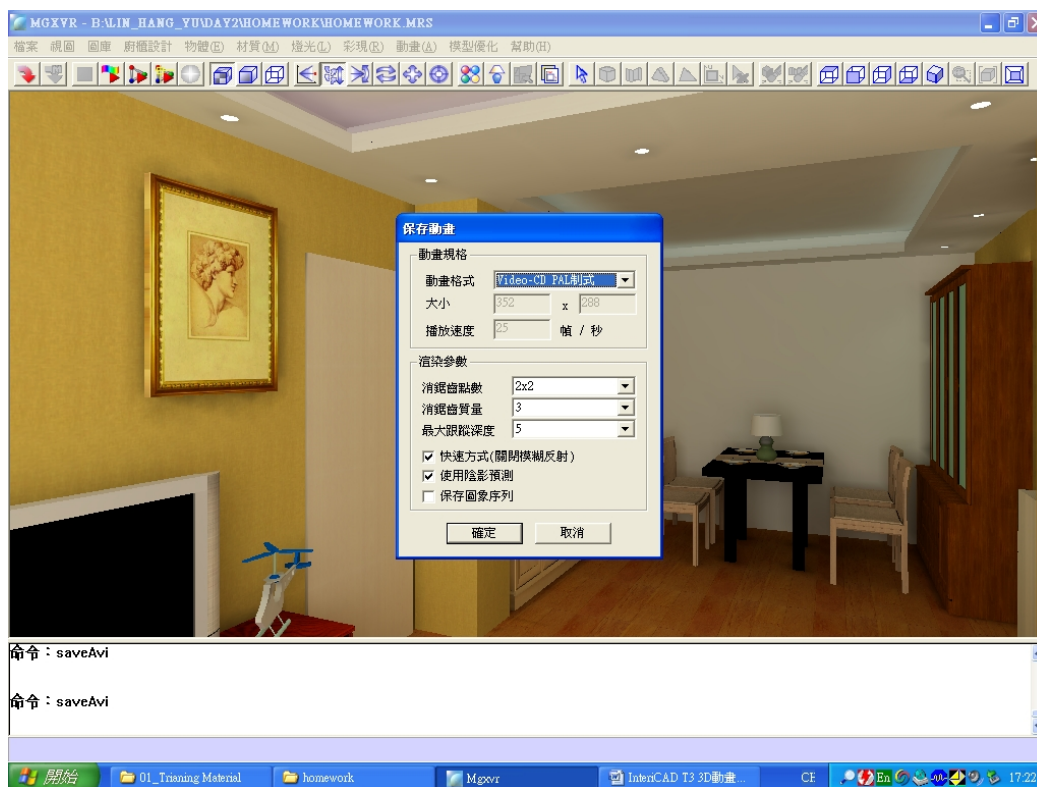 MGXVR - B:\LIN_HANG_YU\DAY2\HOMEWORK\HOMEWORK.MRS
檔案 視圖 圖庫 廚櫃設計 物體(E) 材質(M) 燈光(L) 彩現(R) 動畫(A) 模型優化 幫助(H)
保存動畫
動畫規格
動畫格式 Video-CD PAL制式
大小 352 x 288
播放速度 25 幀 / 秒
渲染參數
消鋸齒點數 2x2
消鋸齒質量 3
最大跟蹤深度 5
快速方式(關閉摸糊反射)
使用陰影預測
保存圖象序列
確定 取消
命令：saveAvi
命令：saveAvi
開始 01_Trianing Material homework Mgxvr InteriCAD T3 3D動畫... CH En 17:22